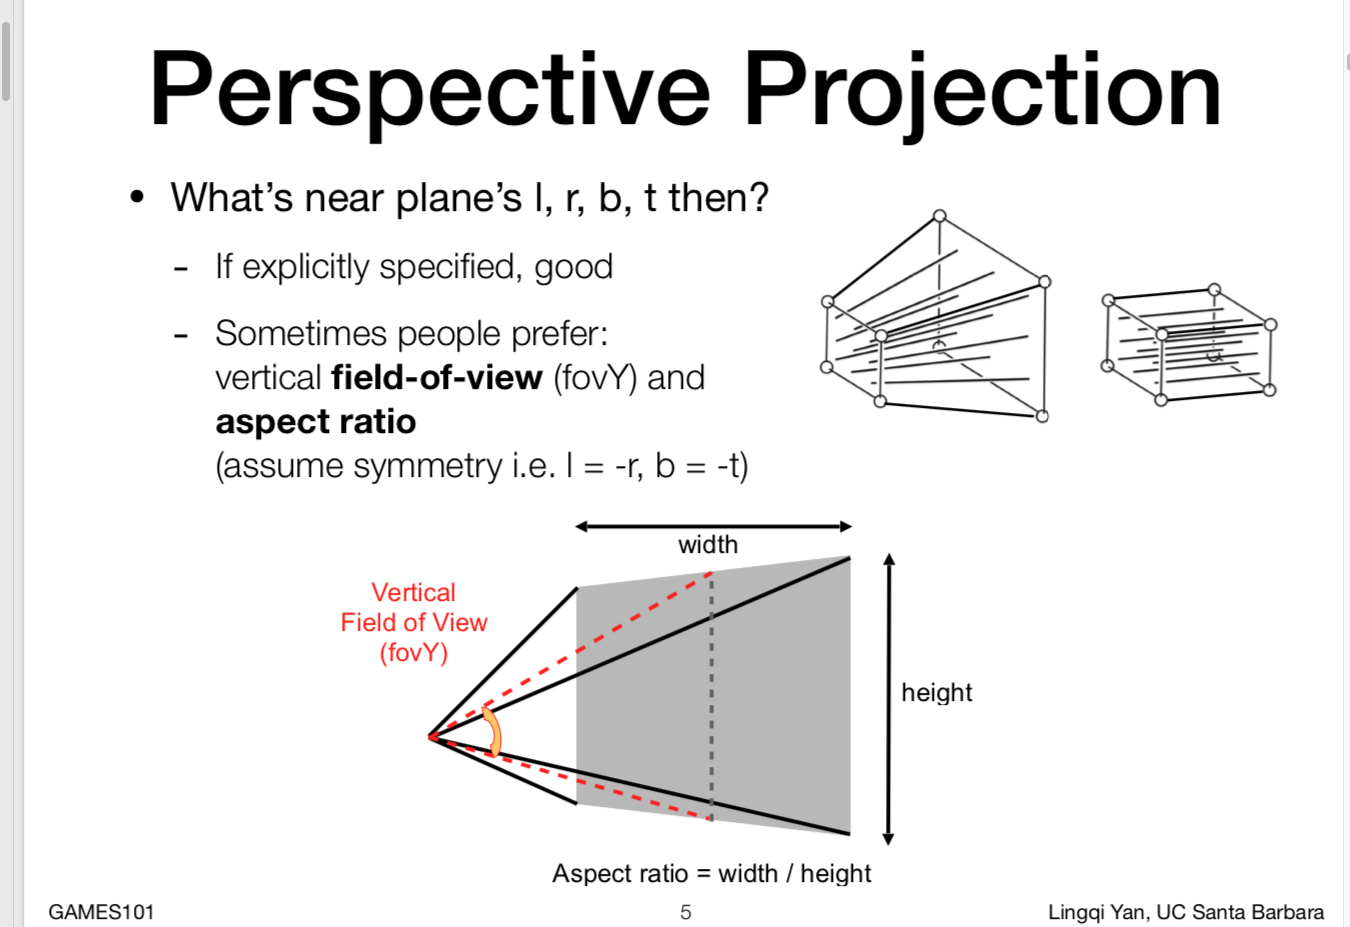 Perspective Projection
• What’s near plane’s l, r, b, t then?
- If explicitly specified, good
- Sometimes people prefer:
vertical field-of-view (fovY) and
aspect ratio
(assume symmetry i.e. l = -r, b = -t)
width
Vertical
Field of View
(fovY)
height
Aspect ratio = width / height
GAMES101
5
Lingqi Yan, UC Santa Barbara